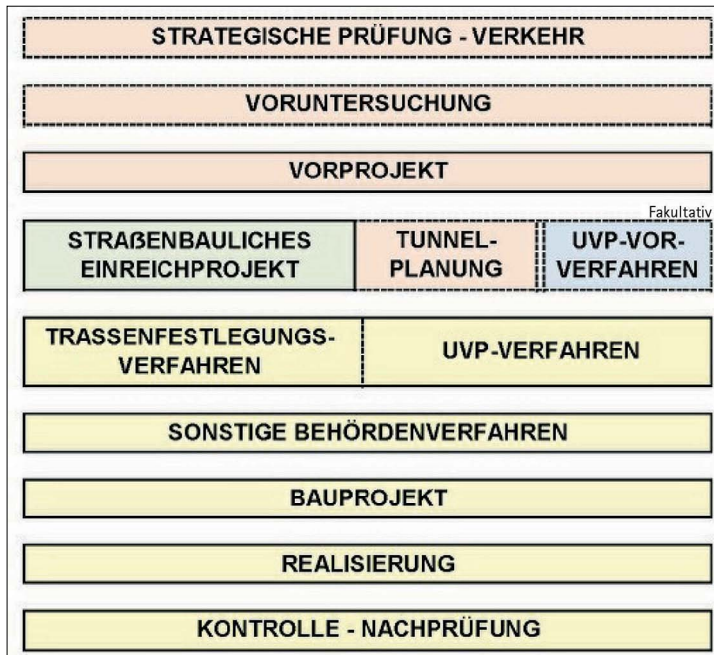 STRATEGISCHE PRÜFUNG - VERKEHR
VORUNTERSUCHUNG
VORPROJEKT
Fakultativ
STRAßENBAULICHES
EINREICHPROJEKT
TUNNEL-
PLANUNG
UVP-VOR-
VERFAHREN
TRASSENFESTLEGUNGS-
VERFAHREN
UVP-VERFAHREN
SONSTIGE BEHÖRDENVERFAHREN
BAUPROJEKT
REALISIERUNG
KONTROLLE - NACHPRÜFUNG